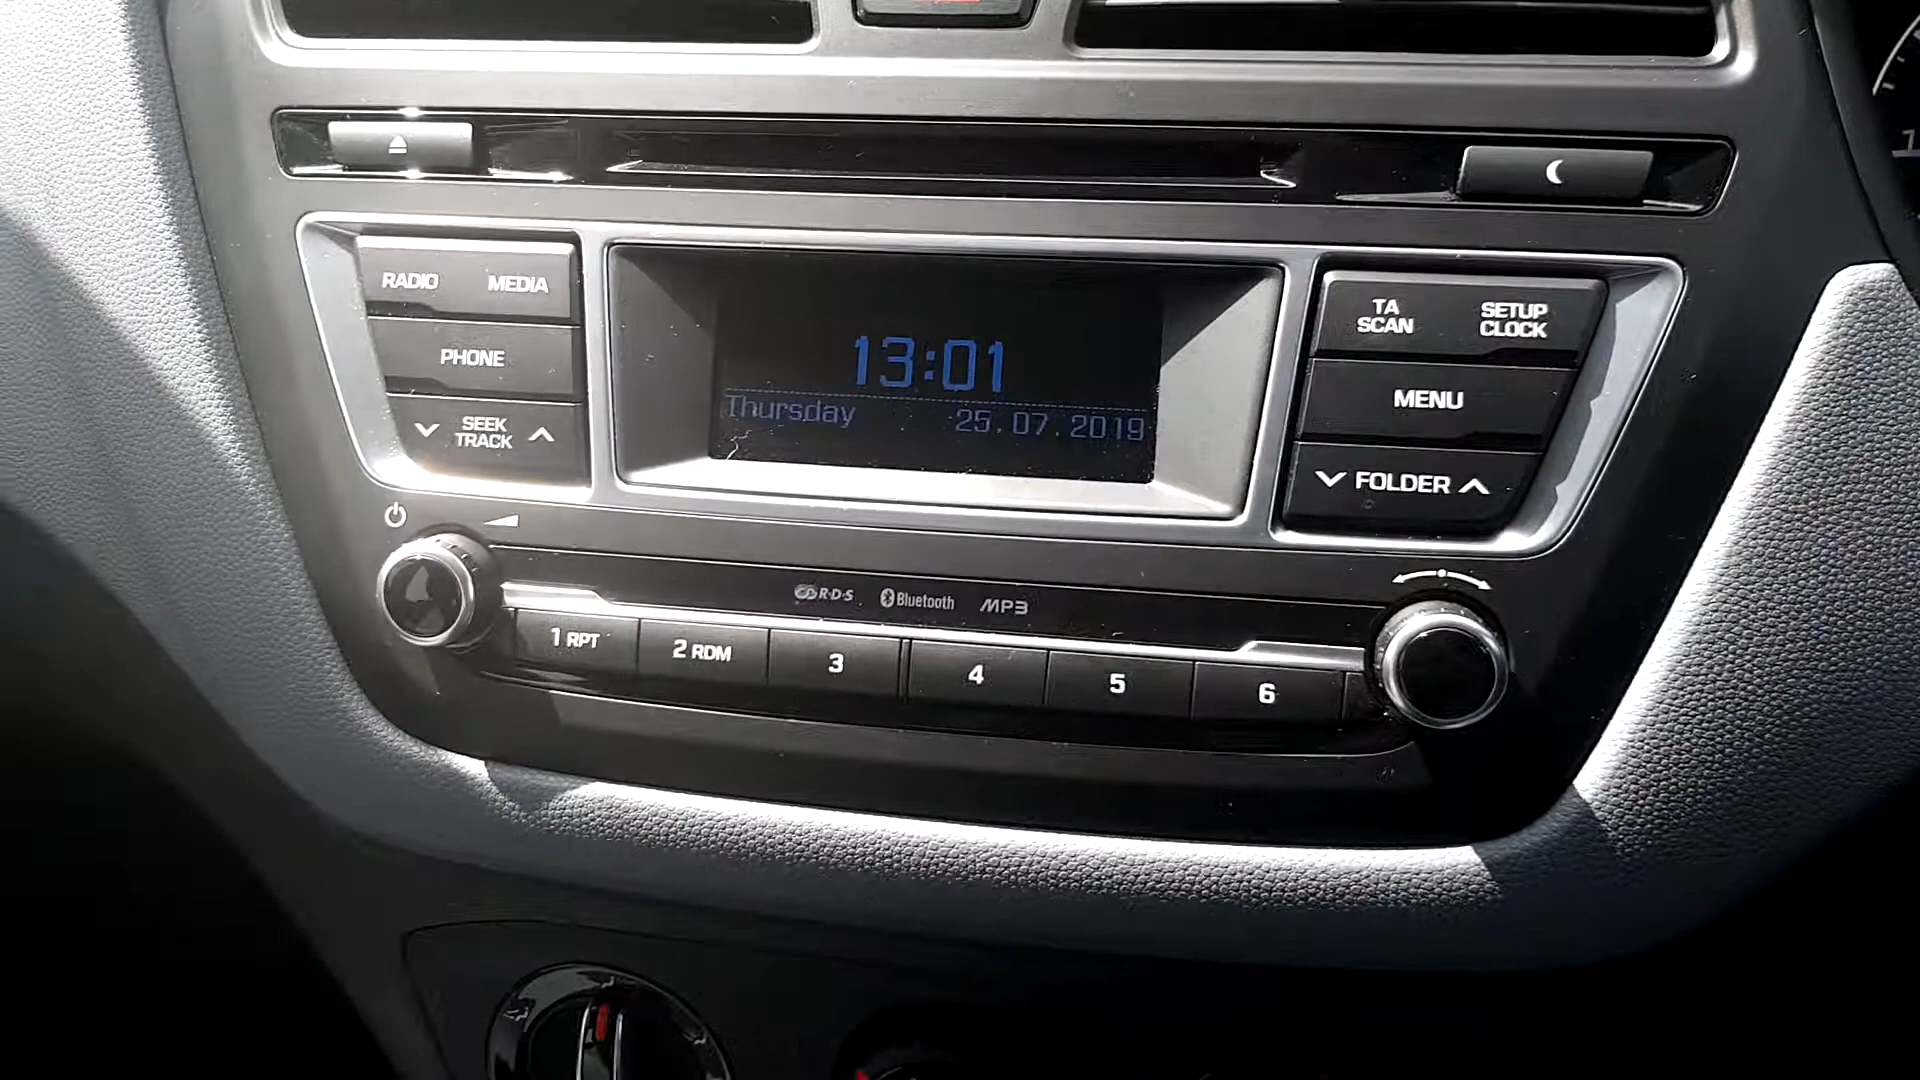 RADIO MEDIA
PHONE
SEEK
TRACK
13:01
Thursday 25.07.2019
TA
SCAN
SETUP
CLOCK
MENU
FOLDER
R·D·S Bluetooth MP3
1 RPT 2 RDM 3 4 5 6